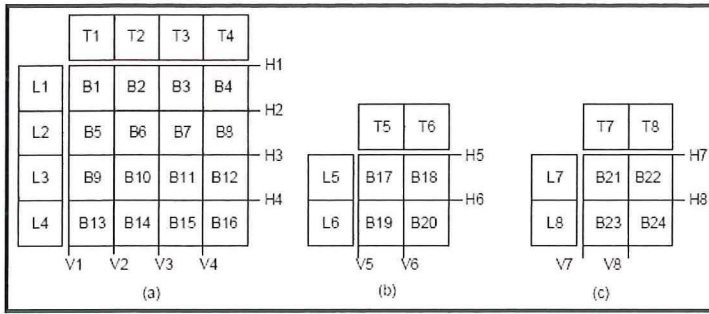 T1 T2 T3 T4
H1
L1 B1 B2 B3 B4
H2
L2 B5 B6 B7 B8
T5 T6
T7 T8
H3
H5
H7
L3 B9 B10 B11 B12
L5 B17 B18
L7 B21 B22
H4
H6
H8
L4 B13 B14 B15 B16
L6 B19 B20
L8 B23 B24
V1 V2 V3 V4
V5 V6
V7 V8
(a)
(b)
(c)